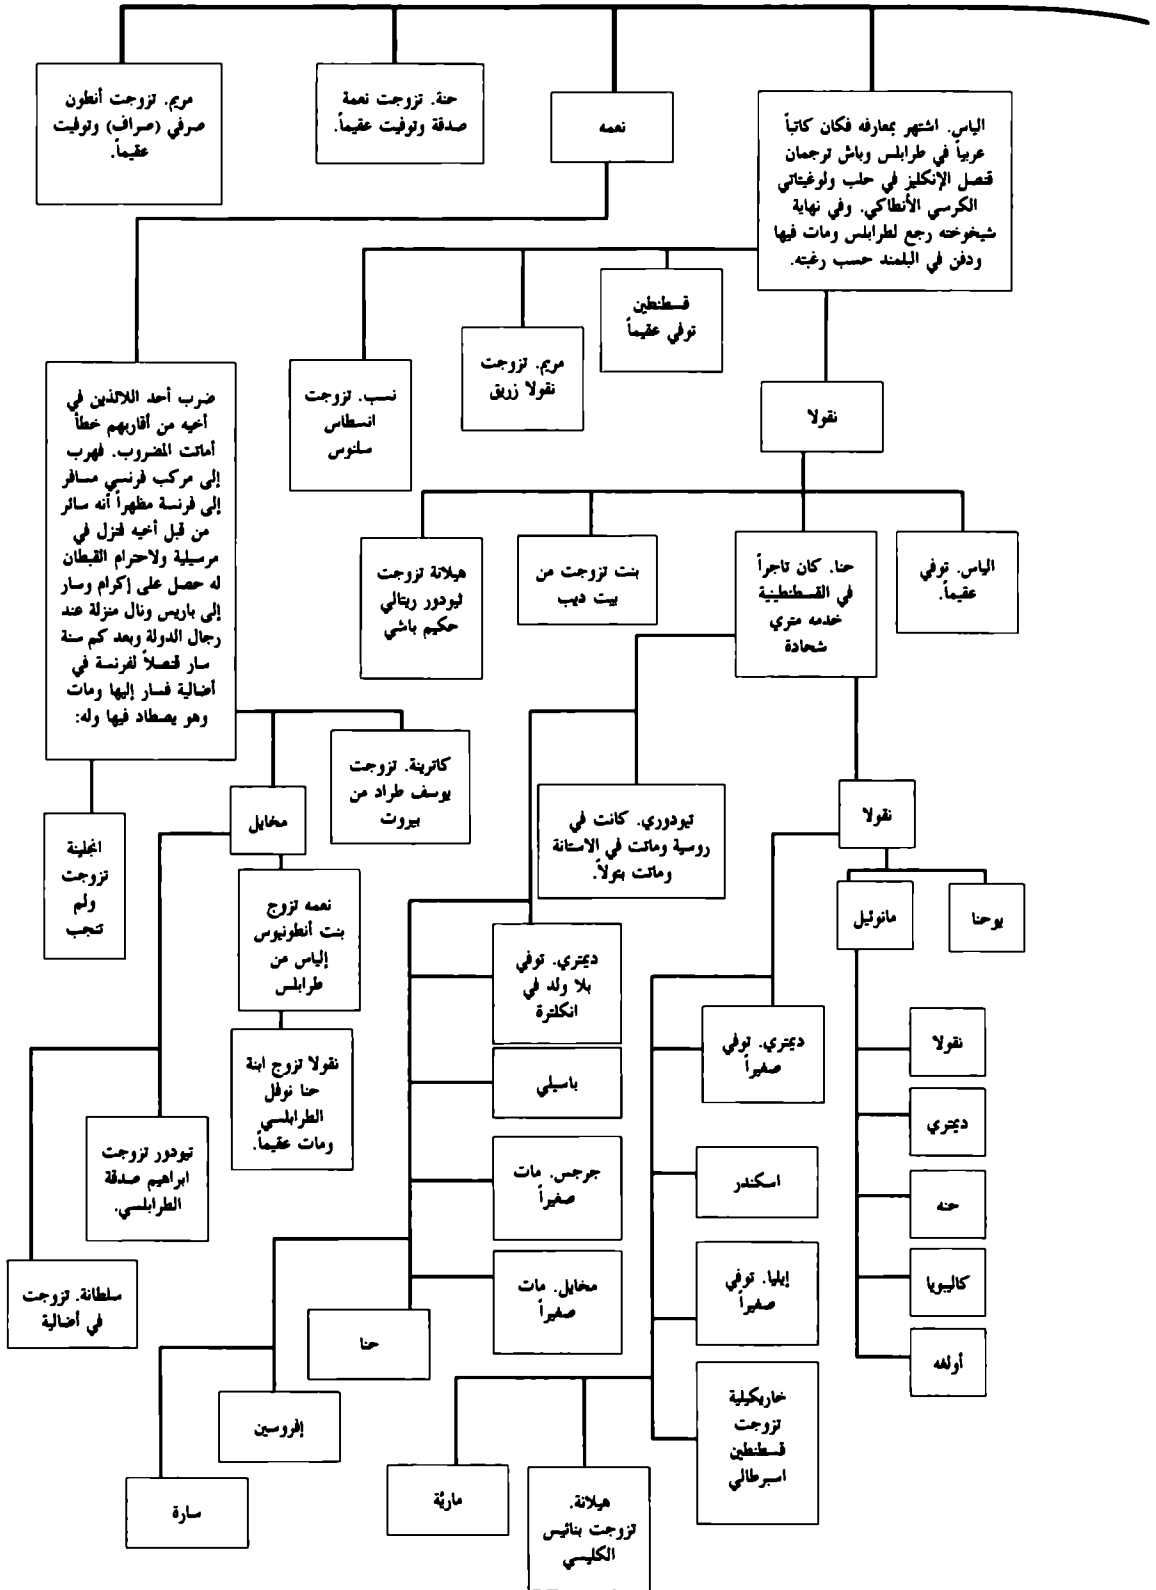 الياس. اشتهر بمعارفه فكان كاتباً
عربياً في طرابلس وباش ترجمان
قنصل الإنكليز في حلب ولوغيتاتي
الكرسي الأنطاكي. وفي نهاية
شيخوخته رجع لطرابلس ومات فيها
ودفن في البلمند حسب رغبته.
نعمه
حنة. تزوجت نعمة
صدقة وتوفيت عقيماً.
مريم. تزوجت أنطون
صرفي (صراف) وتوفيت
عقيماً.
قسطنطين
توفي عقيماً
مريم. تزوجت
نقولا زريق
نسب. تزوجت
انسطاس
سلنوس
نقولا
ضرب أحد اللائذين في
أخيه من أقاربهم خطأ
أماتت المضروب. فهرب
إلى مركب فرنسي مسافر
إلى فرنسة مظهراً أنه سائر
من قبل أخيه فنزل في
مرسيلية ولاحترام القبطان
له حصل على إكرام وسار
إلى باريس ونال منزلة عند
رجال الدولة وبعد كم سنة
سار قنصلاً لفرنسة في
أضالية فسار إليها ومات
وهو يصطاد فيها وله:
الياس. توفي
عقيماً.
حنا. كان تاجراً
في القسطنطينية
خدمه متري
شحادة
بنت تزوجت من
بيت ديب
هيلانة تزوجت
ثيودور ريتالي
حكيم باشي
كاترينة. تزوجت
يوسف طراد من
بيروت
مخايل
انجلينة
تزوجت
ولم
تنجب
نقولا
تيودوري. كانت في
روسية وماتت في الاستانة
وماتت بتولاً.
نعمه تزوج
بنت أنطونيوس
إلياس من
طرابلس
يوحنا
مانوئيل
ديمتري. توفي
بلا ولد في
انكلترة
نقولا
ديمتري. توفي
صغيراً
باسيلي
نقولا تزوج ابنة
حنا نوفل
الطرابلسي
ومات عقيماً.
ديمتري
تيودور تزوجت
ابراهيم صدقة
الطرابلسي.
حنه
اسكندر
جرجس. مات
صغيراً
كاليبويا
إيليا. توفي
صغيراً
مخايل. مات
صغيراً
سلطانة. تزوجت
في أضالية
أولغه
حنا
خاريكيلية
تزوجت
قسطنطين
اسبرطالي
إفروسين
ماريّة
هيلانة.
تزوجت بنائيس
الكليسي
سارة